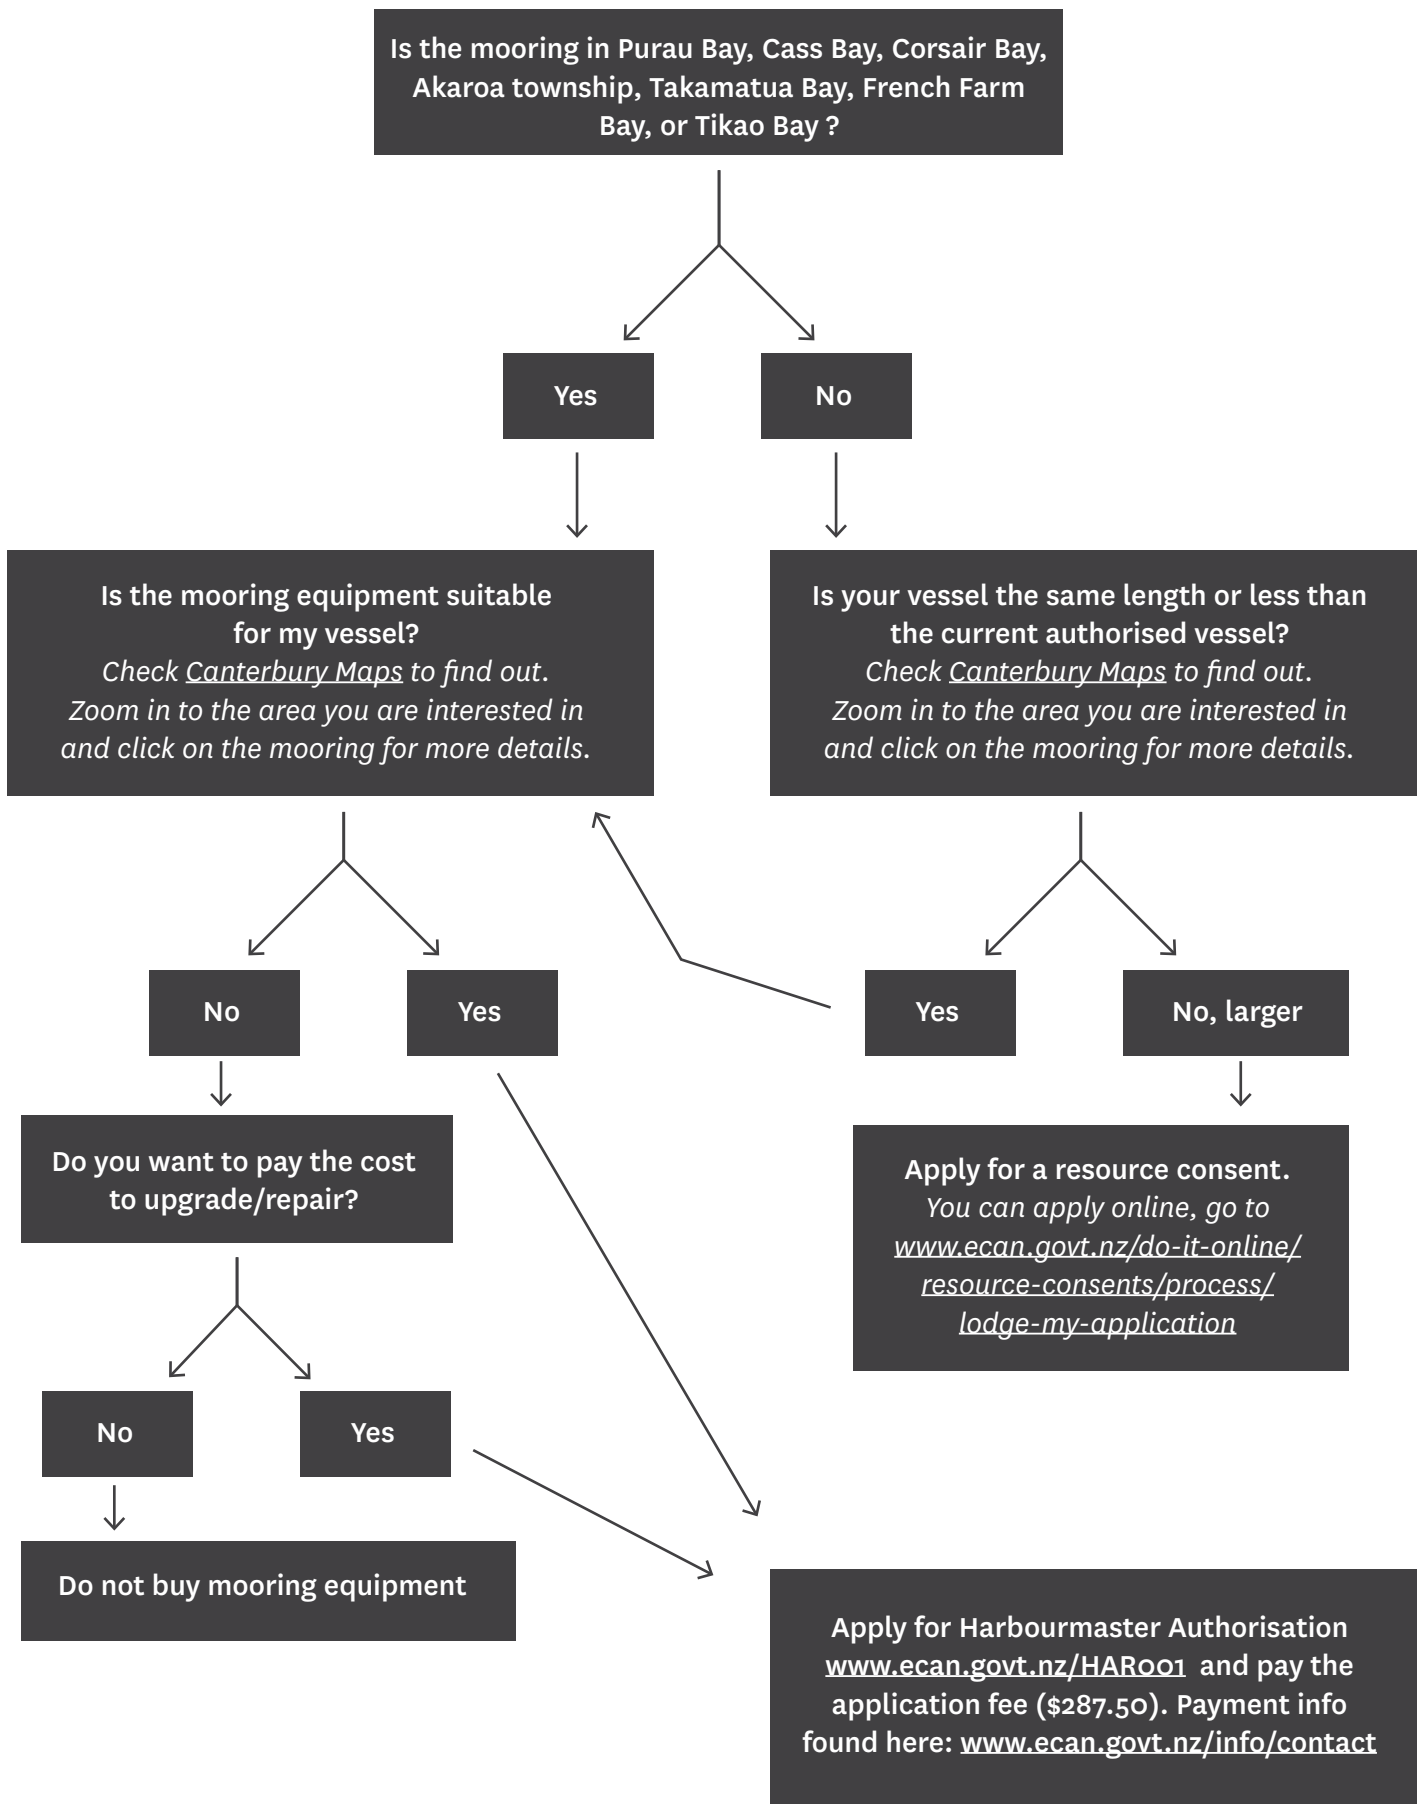 Is the mooring in Purau Bay, Cass Bay, Corsair Bay,
Akaroa township, Takamatua Bay, French Farm
Bay, or Tikao Bay ?
Yes
No
Is the mooring equipment suitable
for my vessel?
Check Canterbury Maps to find out.
Zoom in to the area you are interested in
and click on the mooring for more details.
Is your vessel the same length or less than
the current authorised vessel?
Check Canterbury Maps to find out.
Zoom in to the area you are interested in
and click on the mooring for more details.
No
Yes
Yes
No, larger
Do you want to pay the cost
to upgrade/repair?
Apply for a resource consent.
You can apply online, go to
www.ecan.govt.nz/do-it-online/
resource-consents/process/
lodge-my-application
No
Yes
Do not buy mooring equipment
Apply for Harbourmaster Authorisation
www.ecan.govt.nz/HAR001 and pay the
application fee ($287.50). Payment info
found here: www.ecan.govt.nz/info/contact